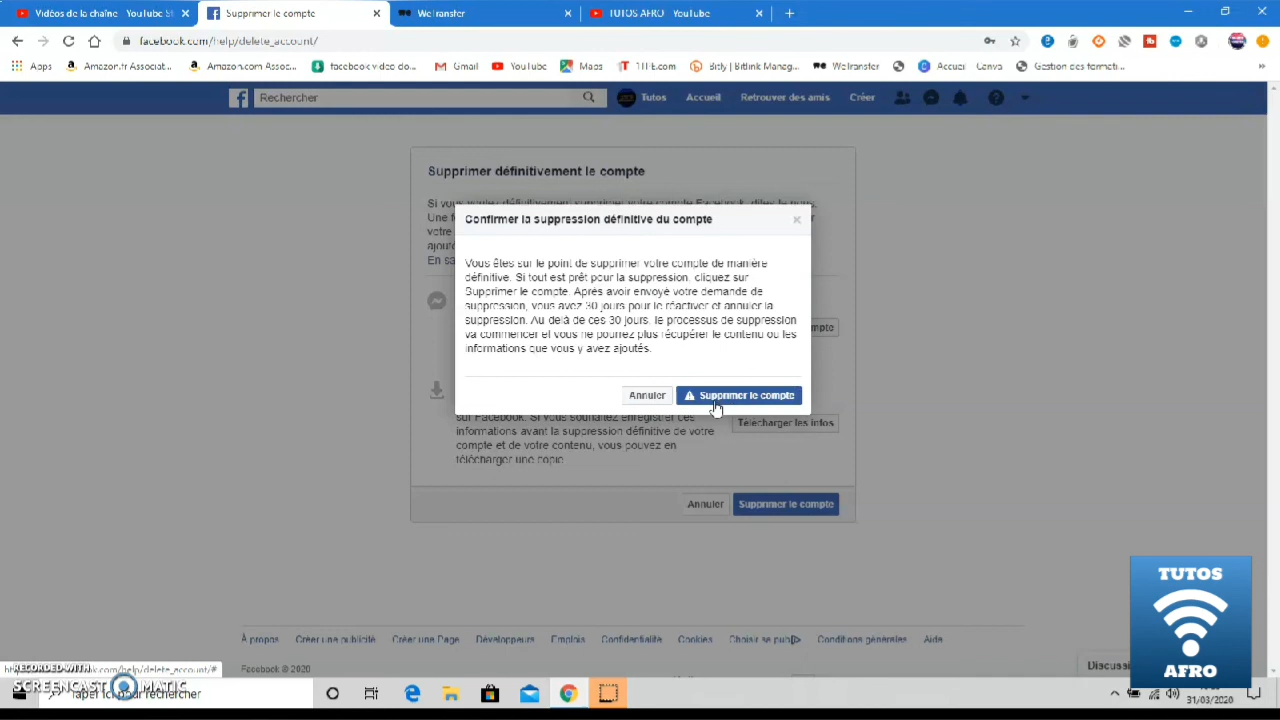 Vidéos de la chaîne - YouTube St
Supprimer le compte
WeTransfer
TUTOS AFRO - YouTube
facebook.com/help/delete_account/
Apps
Amazon.fr Associat...
Amazon.com Asso...
facebook video do...
Gmail
YouTube
Maps
1TPE.com
Bitly | Bitlink Manag...
WeTransfer
Accueil
Canva
Gestion des formati...
Rechercher
Tutos
Accueil
Retrouver des amis
Créer
Supprimer définitivement le compte
Confirmer la suppression définitive du compte
Vous êtes sur le point de supprimer votre compte de manière
définitive. Si tout est prêt pour la suppression, cliquez sur
Supprimer le compte. Après avoir envoyé votre demande de
suppression, vous avez 30 jours pour le réactiver et annuler la
suppression. Au delà de ces 30 jours, le processus de suppression
va commencer et vous ne pourrez plus récupérer le contenu ou les
informations que vous y avez ajoutés.
Annuler
Supprimer le compte
sur Facebook. Si vous souhaitez enregistrer ces
informations avant la suppression définitive de votre
compte et de votre contenu, vous pouvez en
télécharger une copie
Télécharger les infos
Annuler
Supprimer le compte
À propos
Créer une publicité
Créer une Page
Développeurs
Emplois
Confidentialité
Cookies
Choisir sa pub
Conditions générales
Aide
Facebook © 2020
Discussi
TUTOS
AFRO
RECORDED WITH
SCREENCAST MATIC
Taper ici pour rechercher
31/03/2020